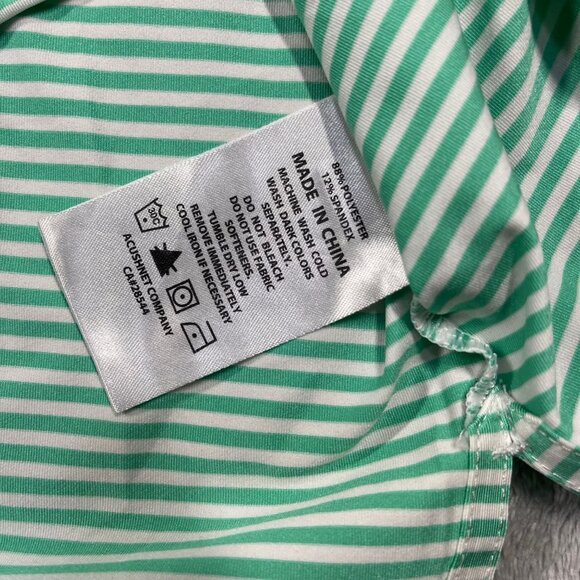 88% POLYESTER
12% SPANDEX
MADE IN CHINA
MACHINE WASH COLD
WASH DARK COLORS
SEPARATELY.
DO NOT BLEACH
DO NOT USE FABRIC
SOFTENERS.
TUMBLE DRY LOW
REMOVE IMMEDIATELY
COOL IRON IF NECESSARY
30C
ACUSHNET COMPANY
CA#28544